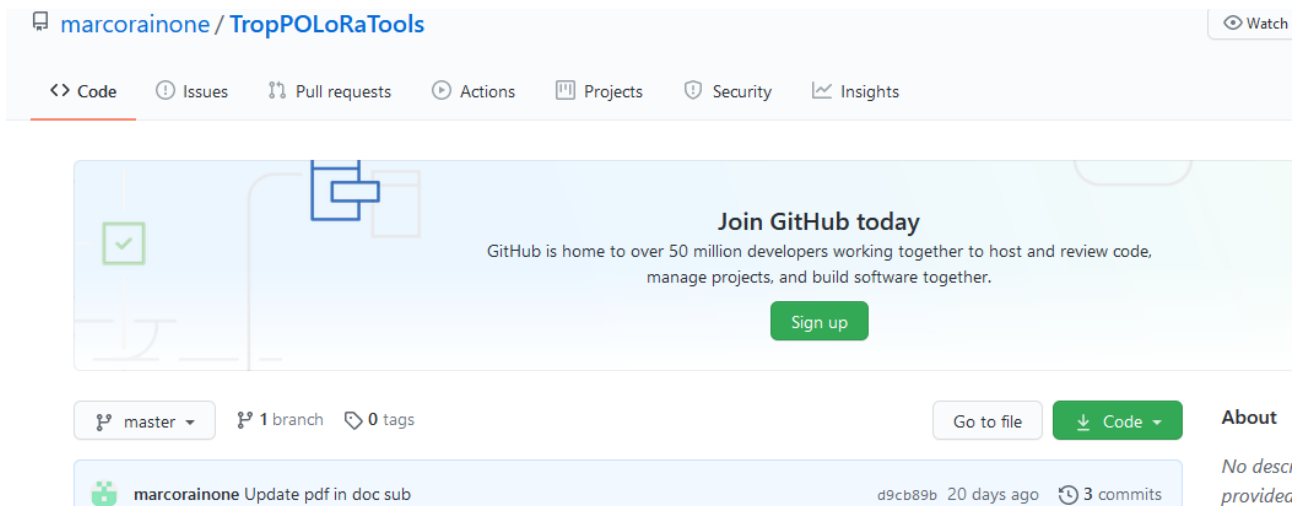 marcorainone / TropPOLoRaTools
Watch
Code Issues Pull requests Actions Projects Security Insights
Join GitHub today
GitHub is home to over 50 million developers working together to host and review code,
manage projects, and build software together.
Sign up
master 1 branch 0 tags Go to file Code About
marcorainone Update pdf in doc sub d9cb89b 20 days ago 3 commits
No descr
provided